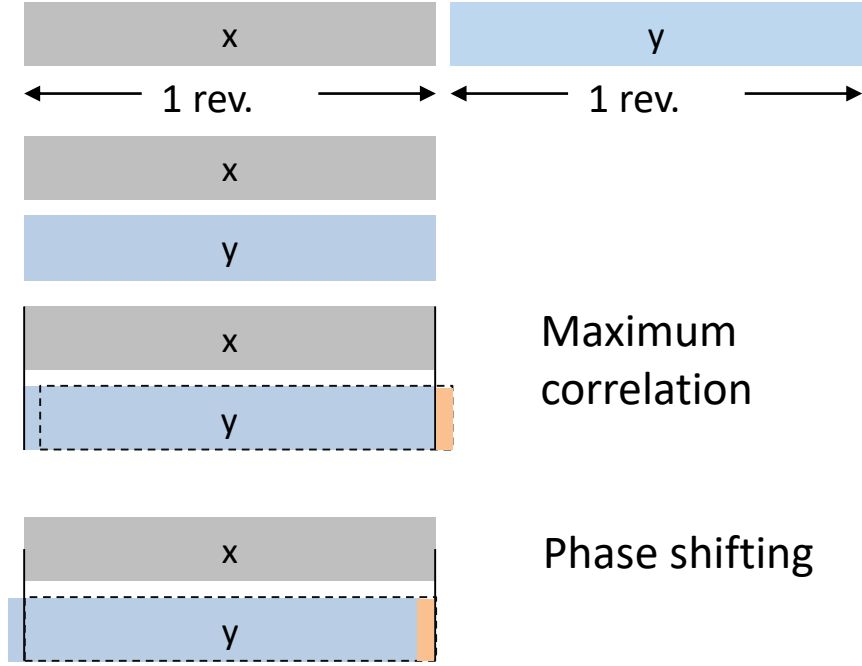 x
y
1 rev.
1 rev.
x
y
x
Maximum
correlation
y
x
Phase shifting
y